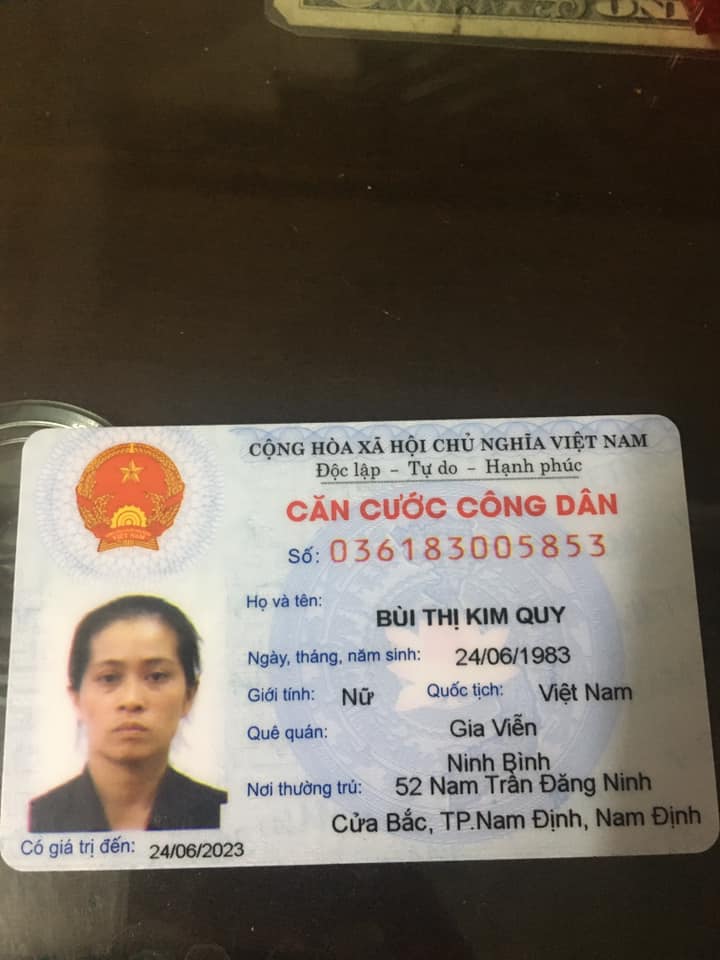 CỘNG HÒA XÃ HỘI CHỦ NGHĨA VIỆT NAM
Độc lập - Tự do - Hạnh phúc
CĂN CƯỚC CÔNG DÂN
Số: 036183005853
Họ và tên:
BÙI THỊ KIM QUY
Ngày, tháng, năm sinh: 24/06/1983
Giới tính: Nữ Quốc tịch: Việt Nam
Quê quán: Gia Viễn
Ninh Bình
Nơi thường trú: 52 Nam Trần Đăng Ninh
Cửa Bắc, TP.Nam Định, Nam Định
Có giá trị đến: 24/06/2023
VIỆT NAM